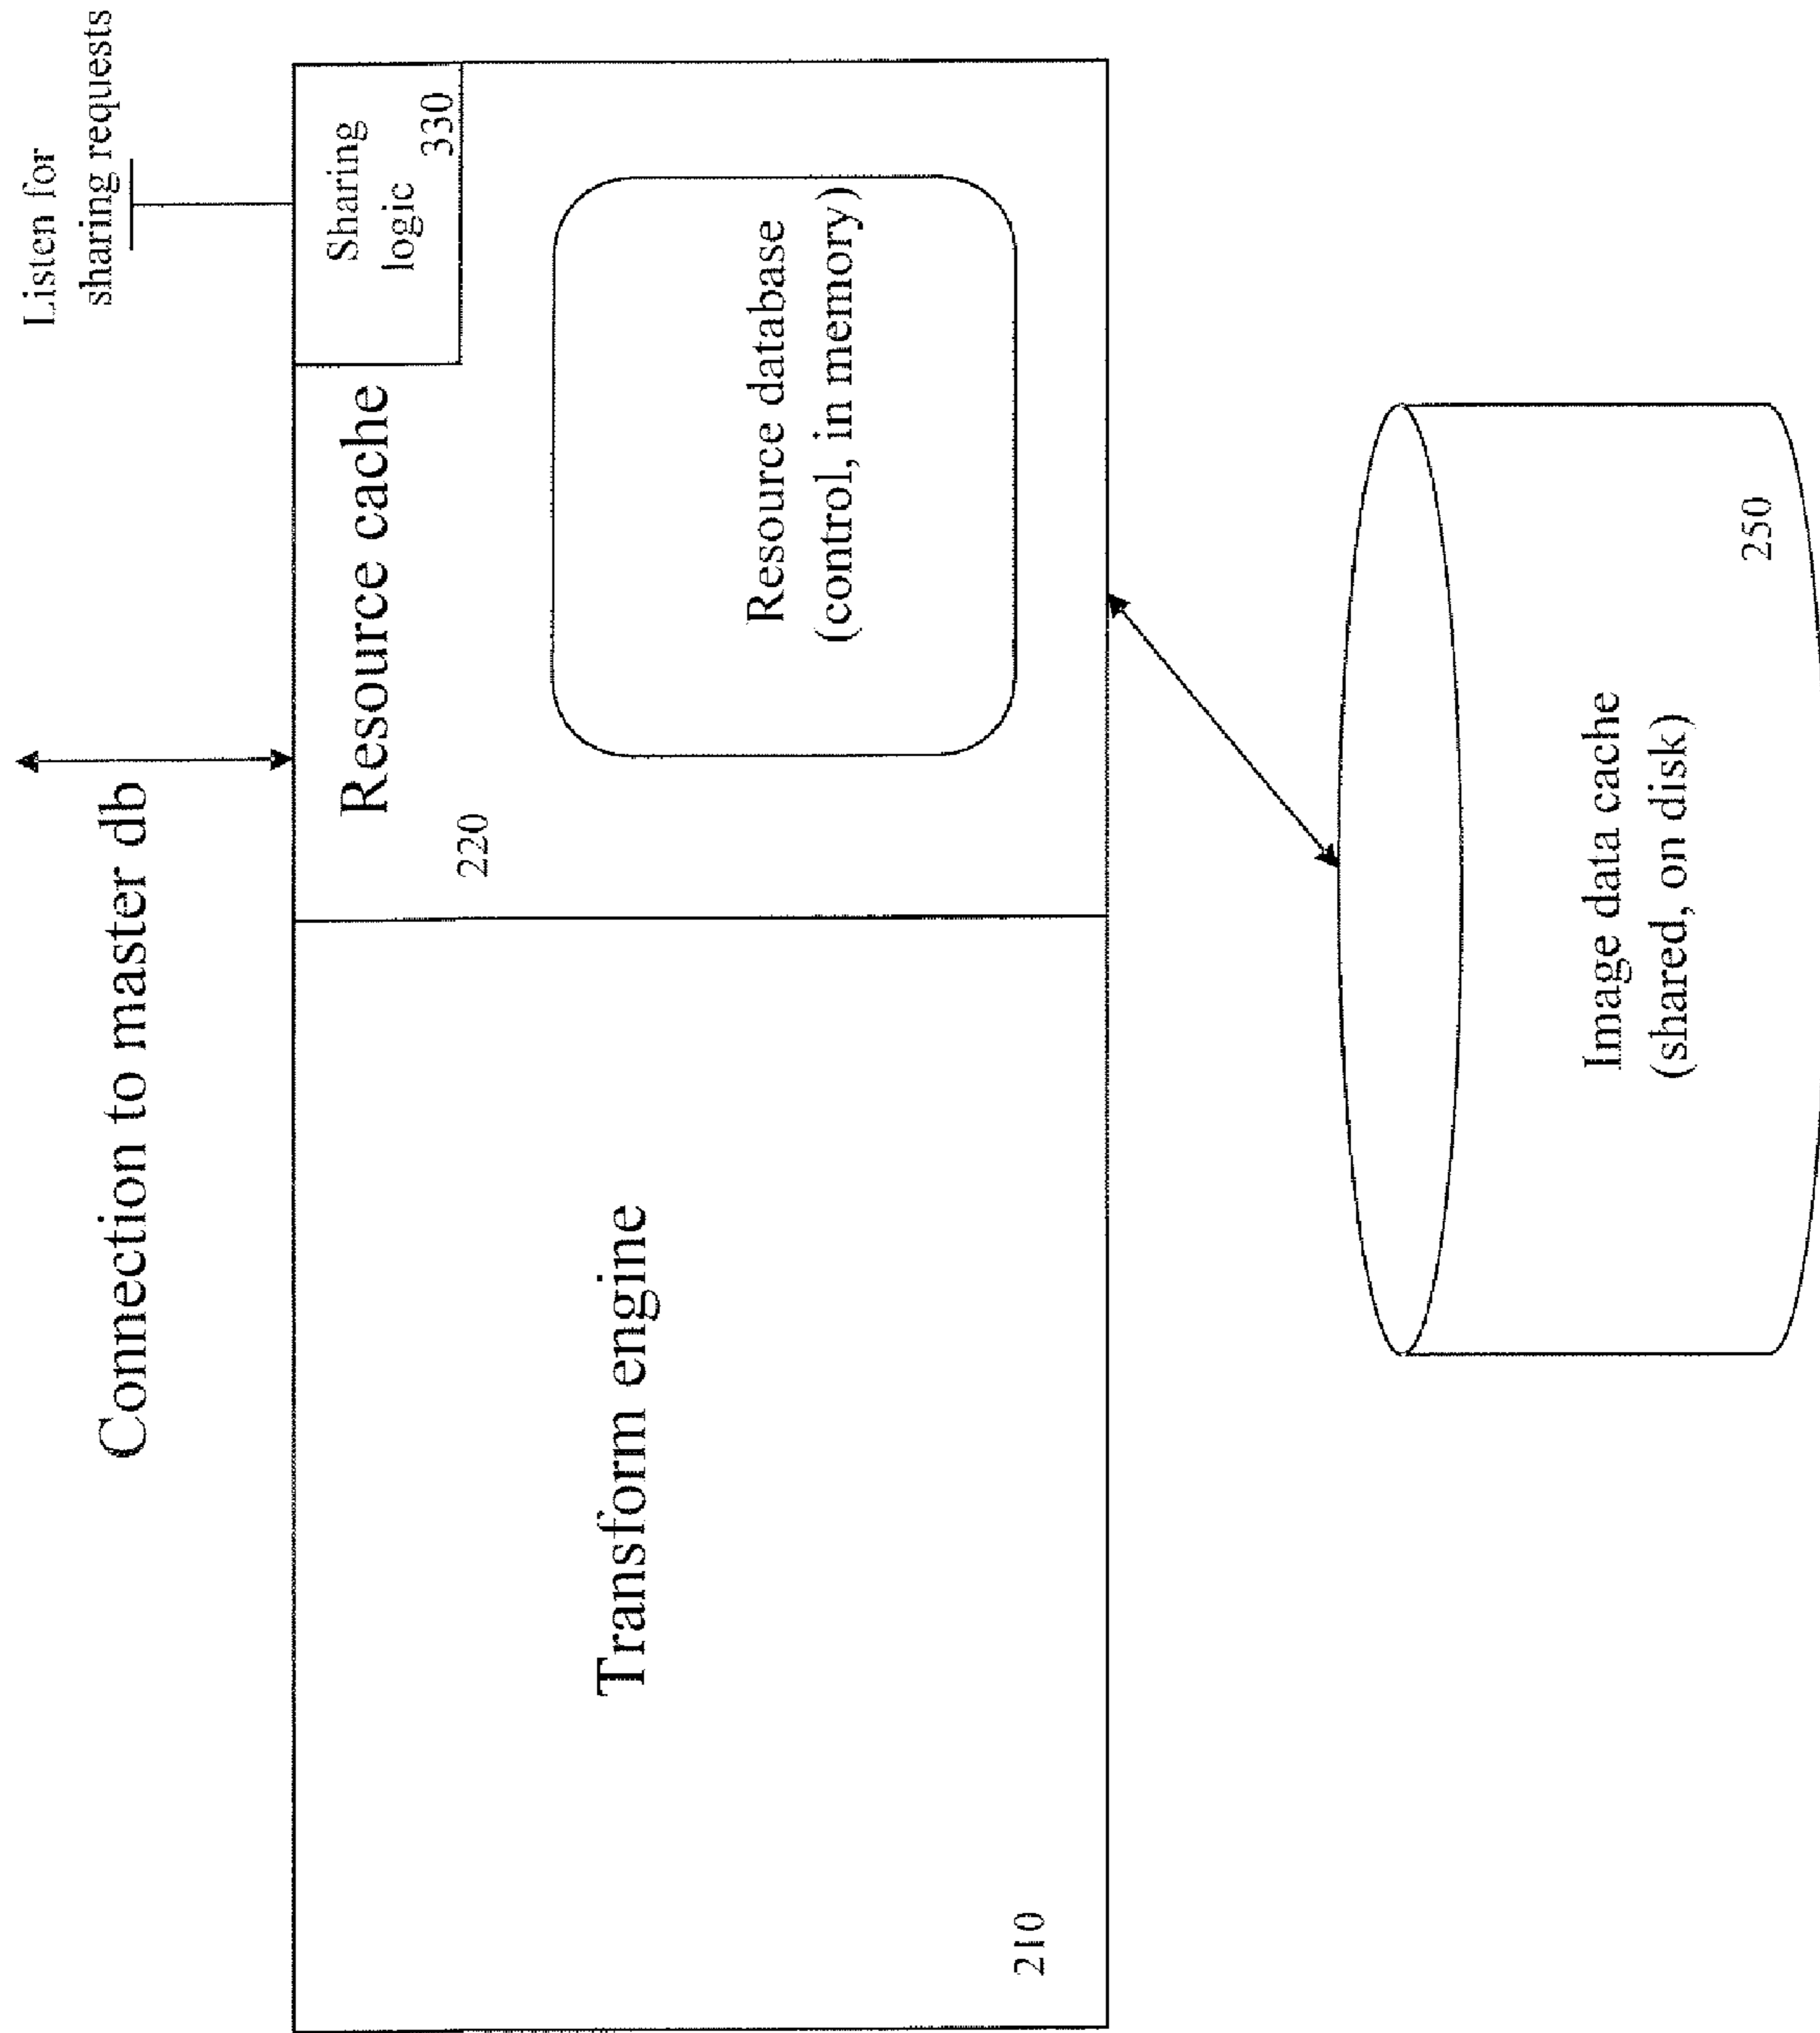 Listen for
sharing requests
Connection to master db
Sharing
logic
330
Resource cache
220
Resource database
(control, in memory)
Transform engine
210
Image data cache
(shared, on disk)
250